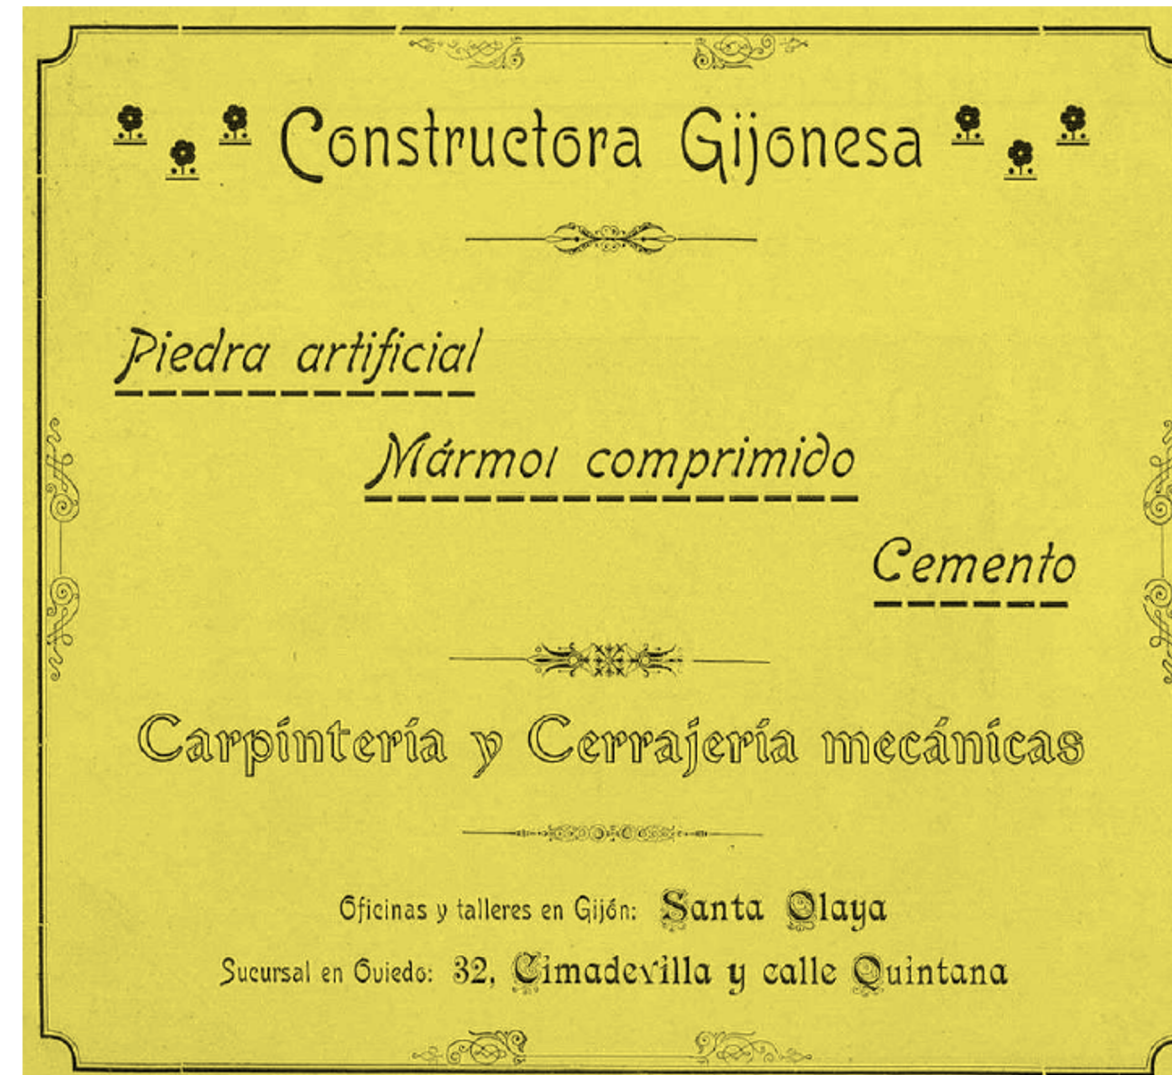 Constructora Gijonesa
Piedra artificial
Mármol comprimido
Cemento
Carpintería y Cerrajería mecánicas
Oficinas y talleres en Gijón: Santa Olaya
Sucursal en Oviedo: 32, Cimadevilla y calle Quintana